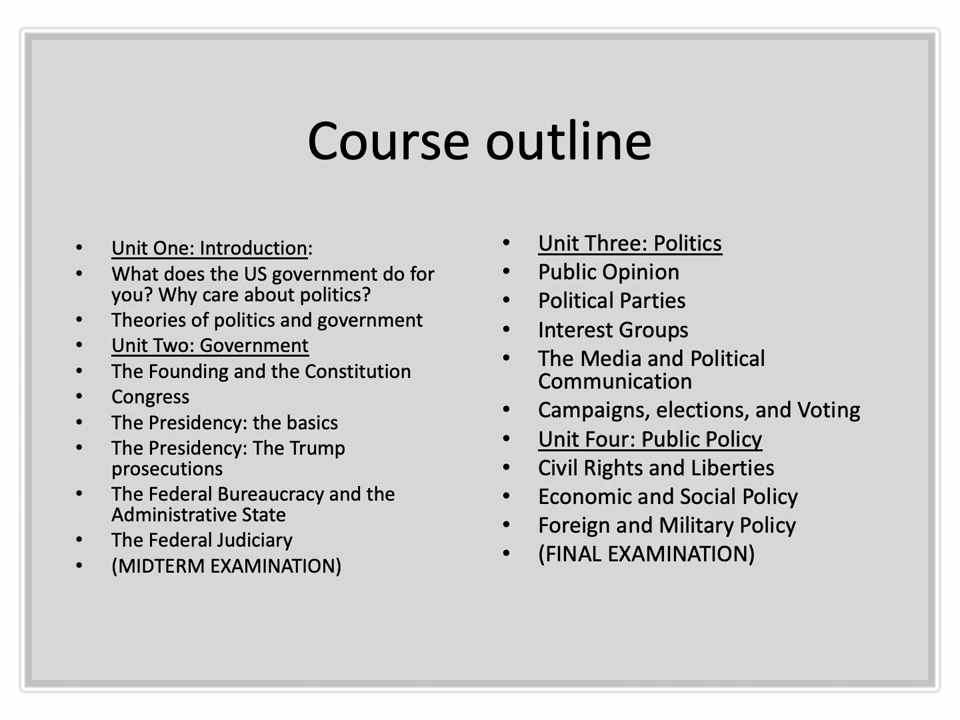 Course outline
• Unit One: Introduction:
• What does the US government do for
you? Why care about politics?
• Theories of politics and government
• Unit Two: Government
• The Founding and the Constitution
• Congress
• The Presidency: the basics
• The Presidency: The Trump
prosecutions
• The Federal Bureaucracy and the
Administrative State
• The Federal Judiciary
• (MIDTERM EXAMINATION)
• Unit Three: Politics
• Public Opinion
• Political Parties
• Interest Groups
• The Media and Political
Communication
• Campaigns, elections, and Voting
• Unit Four: Public Policy
• Civil Rights and Liberties
• Economic and Social Policy
• Foreign and Military Policy
• (FINAL EXAMINATION)